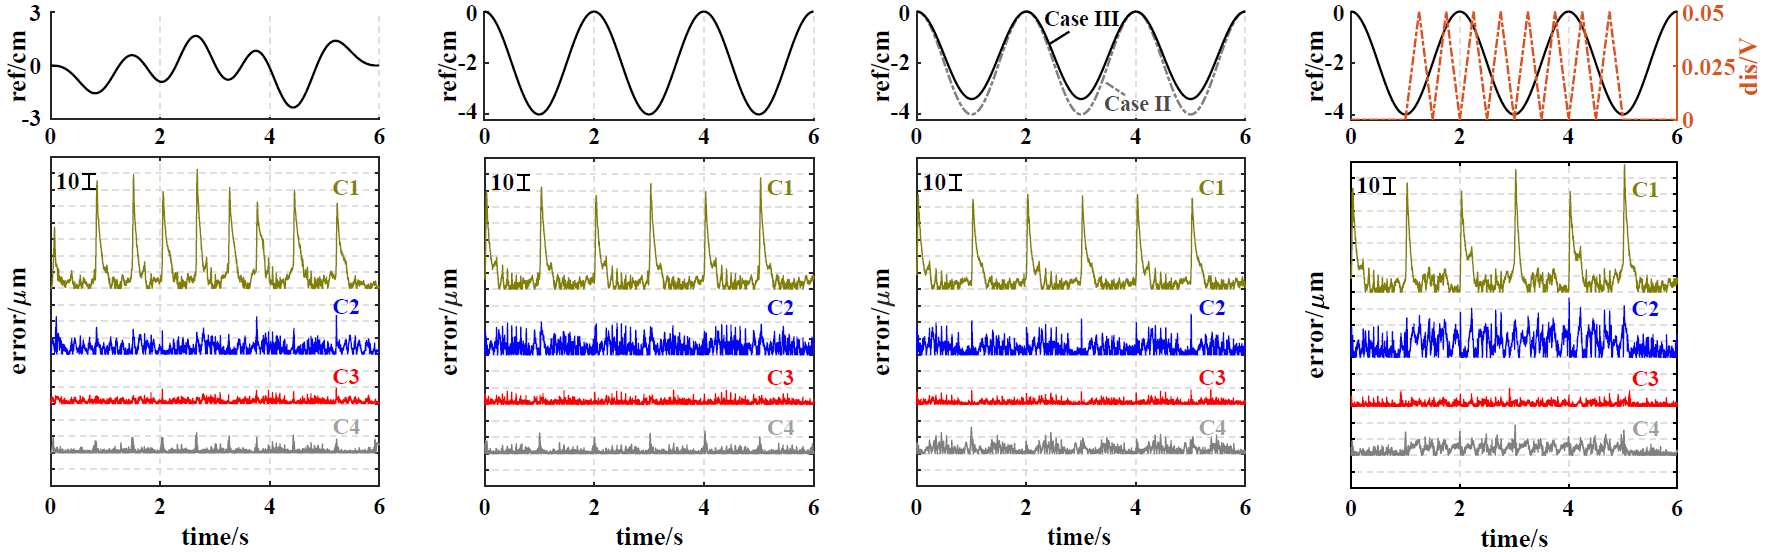 3
0
-3
ref/cm
0 2 4 6
10
C1
C2
C3
C4
error/μm
0 2 4 6
time/s
0
-2
-4
ref/cm
0 2 4 6
10
C1
C2
C3
C4
error/μm
0 2 4 6
time/s
0
-2
-4
ref/cm
Case III
Case II
0 2 4 6
10
C1
C2
C3
C4
error/μm
0 2 4 6
time/s
0
-2
-4
ref/cm
0.05
0.025
0
dis/V
0 2 4 6
10
C1
C2
C3
C4
error/μm
0 2 4 6
time/s